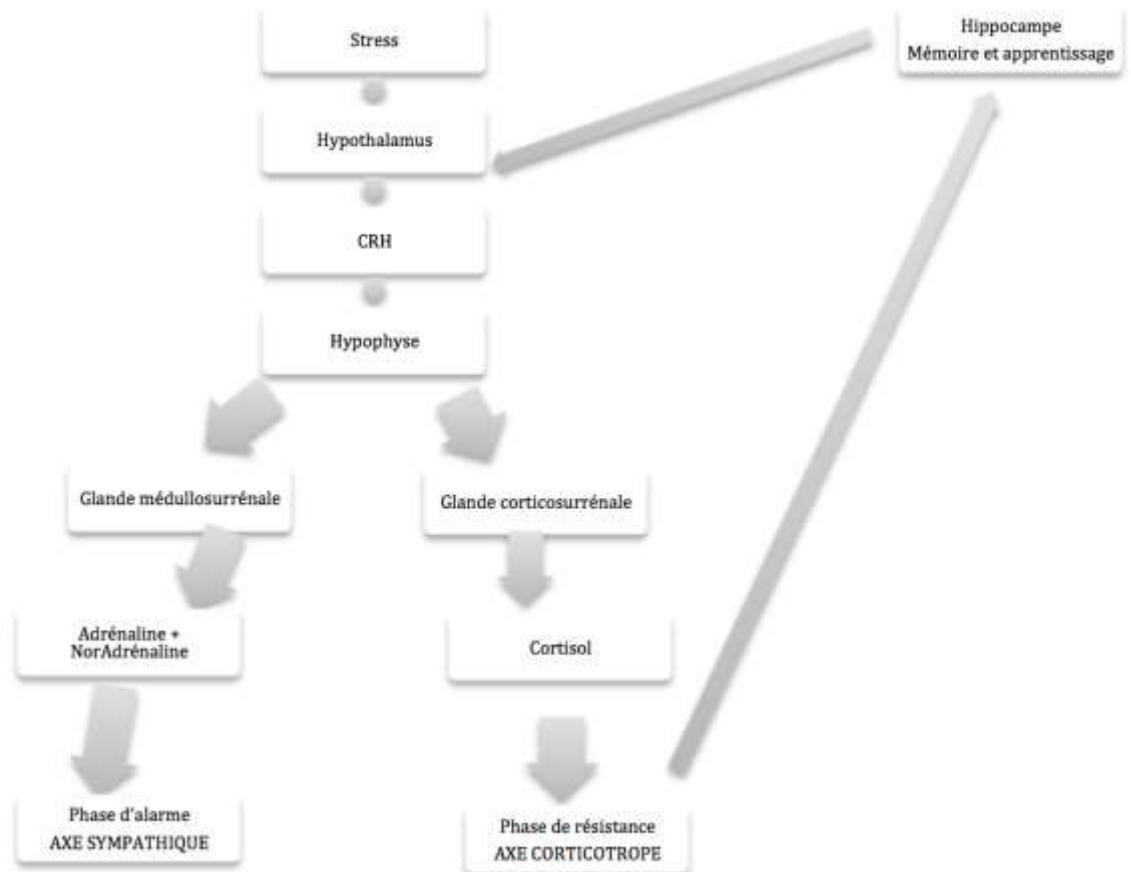 Stress
Hippocampe
Mémoire et apprentissage
Hypothalamus
CRH
Hypophyse
Glande médullosurrénale
Glande corticosurrénale
Adrénaline +
NorAdrénaline
Cortisol
Phase d'alarme
AXE SYMPATHIQUE
Phase de résistance
AXE CORTICOTROPE